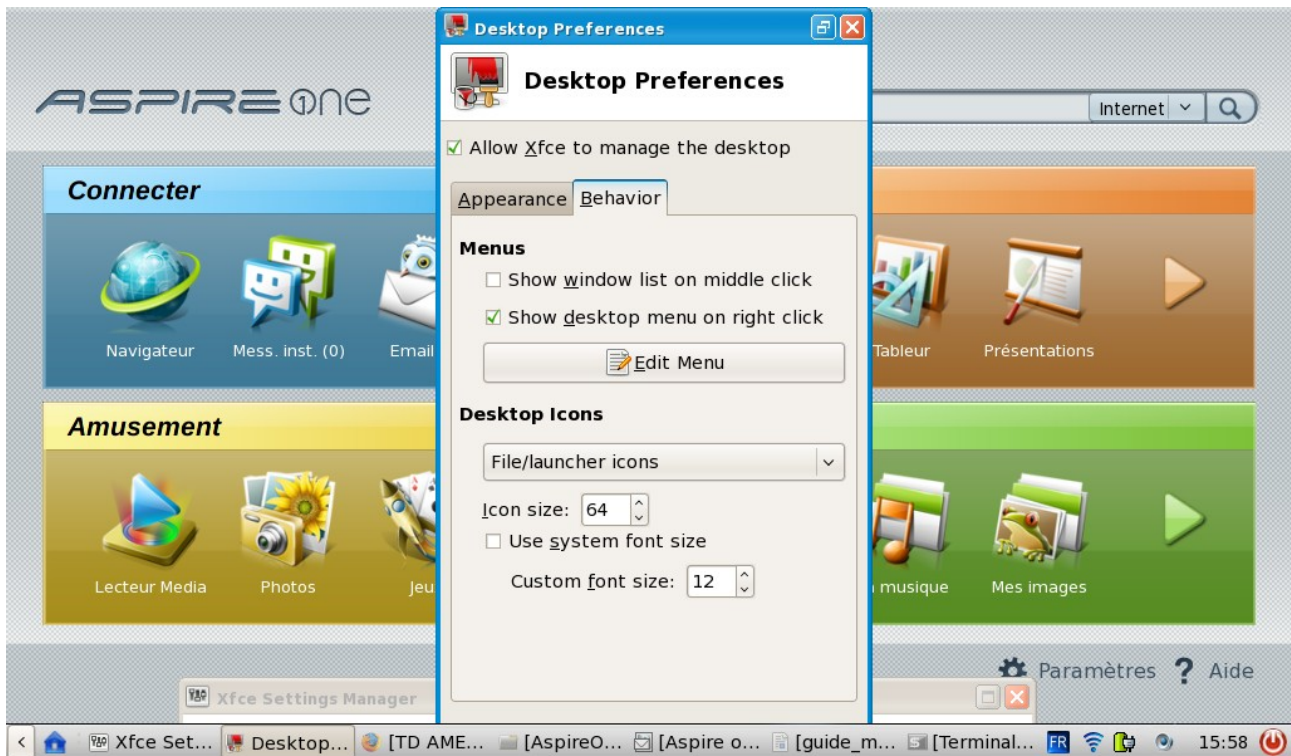 Desktop Preferences
Desktop Preferences
ASPIRE one
Internet
Allow Xfce to manage the desktop
Connecter
Appearance Behavior
Menus
Show window list on middle click
Show desktop menu on right click
Navigateur Mess. inst. (0) Email Tableur Présentations
Edit Menu
Amusement
Desktop Icons
File/launcher icons
Icon size: 64
Use system font size
Custom font size: 12
Lecteur Media Photos Jeu musique Mes images
Paramètres ? Aide
Xfce Settings Manager
Xfce Set... Desktop... [TD AME... [AspireO... [Aspire o... [guide_m... [Terminal... FR 15:58